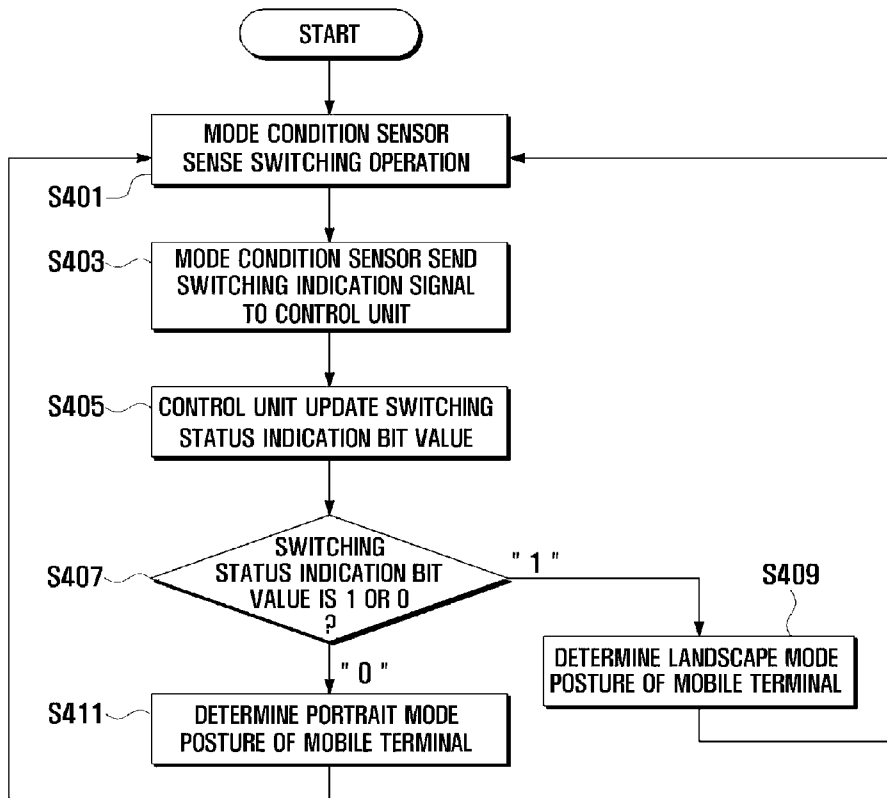 START
MODE CONDITION SENSOR
SENSE SWITCHING OPERATION
S401
S403
MODE CONDITION SENSOR SEND
SWITCHING INDICATION SIGNAL
TO CONTROL UNIT
S405
CONTROL UNIT UPDATE SWITCHING
STATUS INDICATION BIT VALUE
S407
SWITCHING
STATUS INDICATION BIT
VALUE IS 1 OR 0
?
" 1 "
S409
DETERMINE LANDSCAPE MODE
POSTURE OF MOBILE TERMINAL
" 0 "
S411
DETERMINE PORTRAIT MODE
POSTURE OF MOBILE TERMINAL